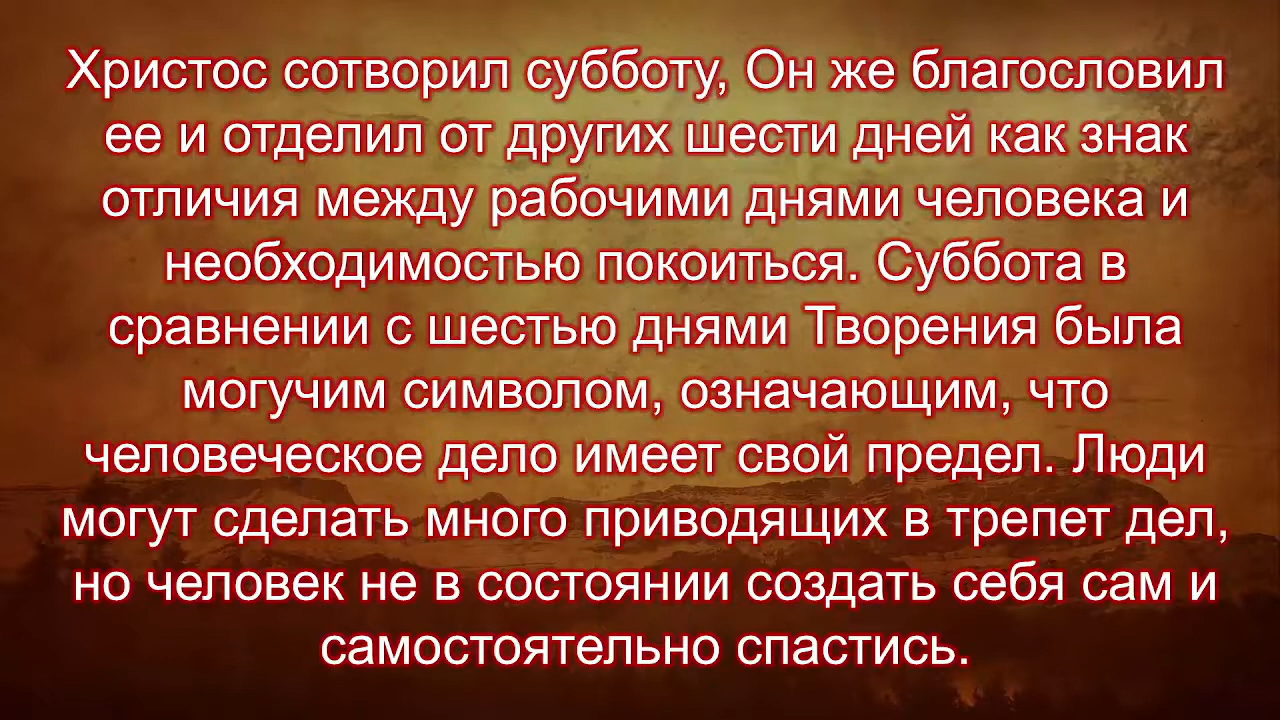 Христос сотворил субботу, Он же благословил
ее и отделил от других шести дней как знак
отличия между рабочими днями человека и
необходимостью покоиться. Суббота в
сравнении с шестью днями Творения была
могучим символом, означающим, что
человеческое дело имеет свой предел. Люди
могут сделать много приводящих в трепет дел,
но человек не в состоянии создать себя сам и
самостоятельно спастись.